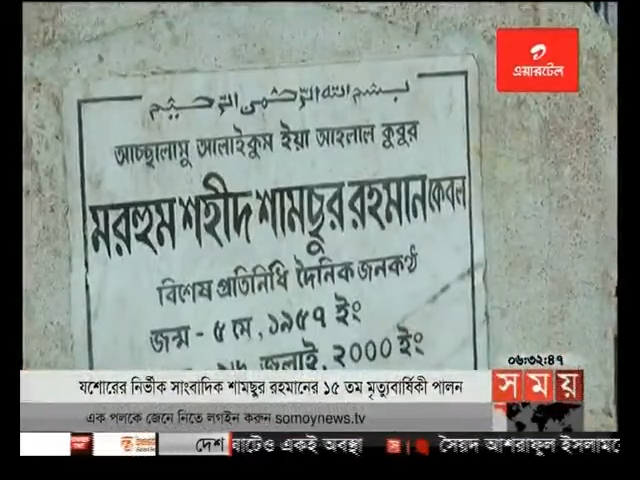 এয়ারটেল
بسم الله الرحمن الرحيم
আচ্ছালামু আলাইকুম ইয়া আহলাল কুবুর
মরহুম শহীদ শামছুর রহমান কেবল
বিশেষ প্রতিনিধি দৈনিক জনকণ্ঠ
জন্ম - ৫ মে, ১৯৫৭ ইং
জুলাই, ২০০০ ইং
০৬:৩২:৪৭
যশোরের নির্ভীক সাংবাদিক শামছুর রহমানের ১৫ তম মৃত্যুবার্ষিকী পালন
সময়
এক পলকে জেনে নিতে লগইন করুন somoynews.tv
দেশ
ঘাটেও একই অবস্থা
সৈয়দ আশরাফুল ইসলাম